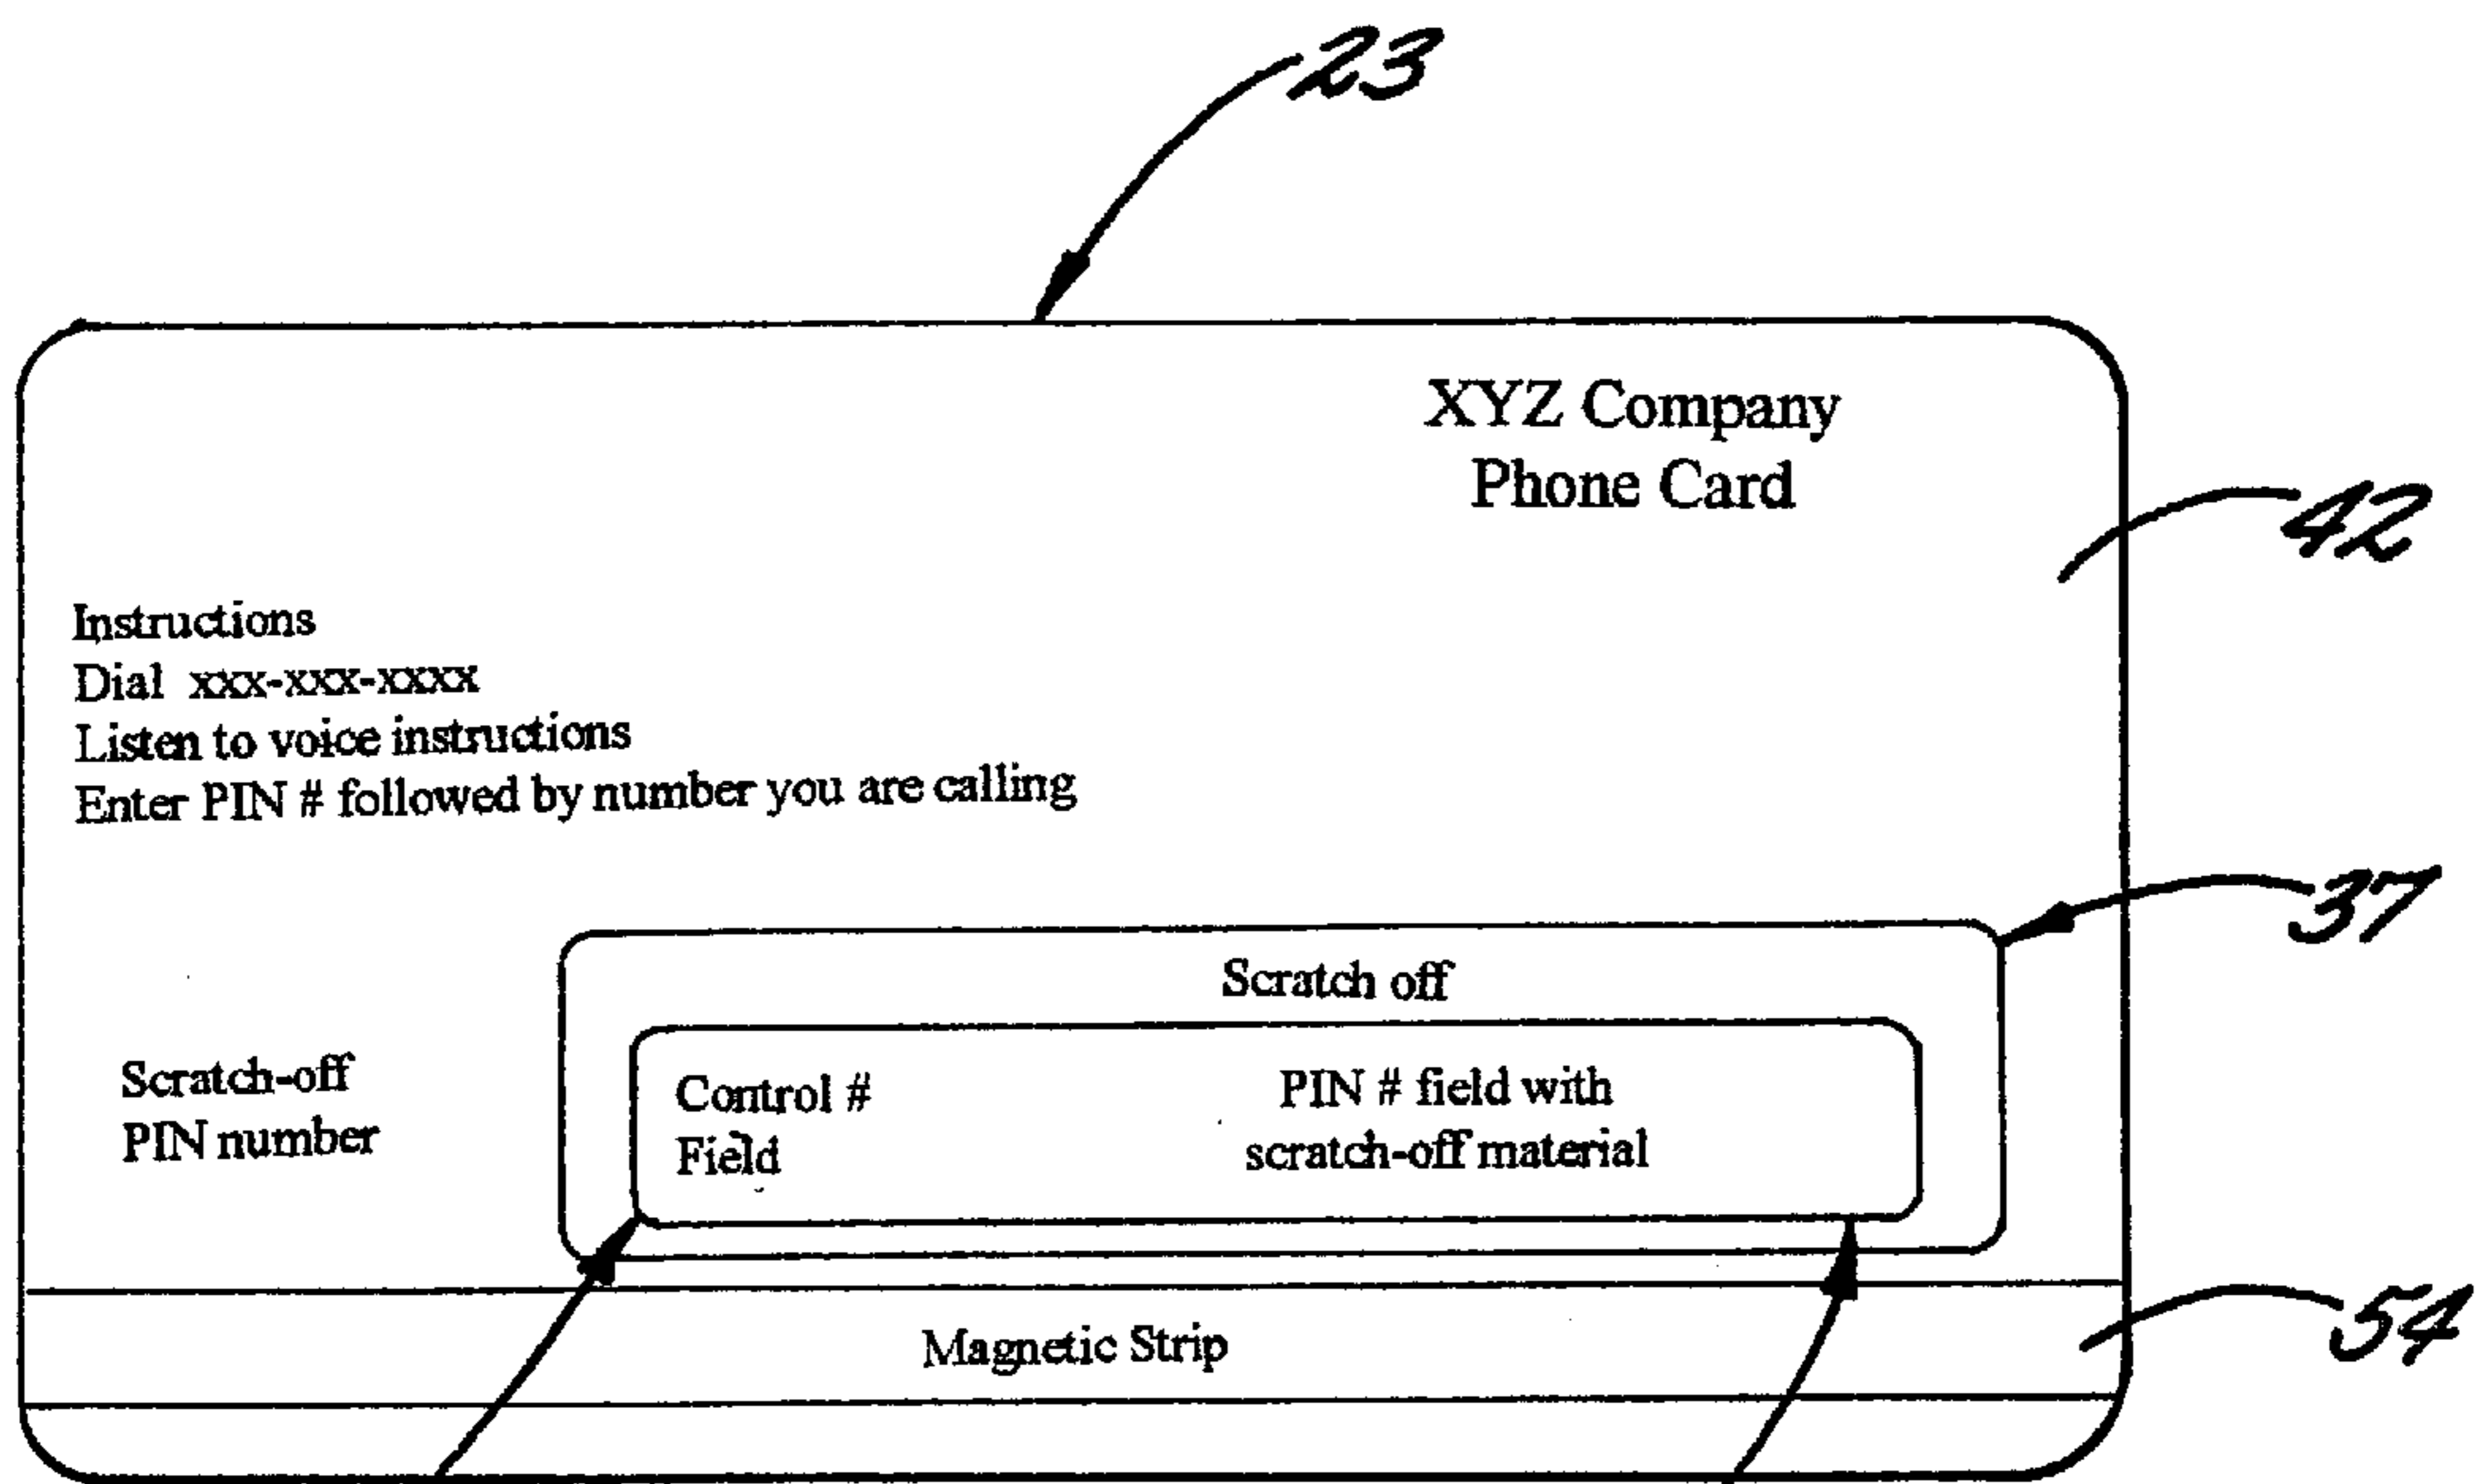 23
XYZ Company
Phone Card
42
Instructions
Dial xxx-xxx-xxxx
Listen to voice instructions
Enter PIN # followed by number you are calling
37
Scratch off
Scratch-off
PIN number
Control #
Field
PIN # field with
scratch-off material
54
Magnetic Strip